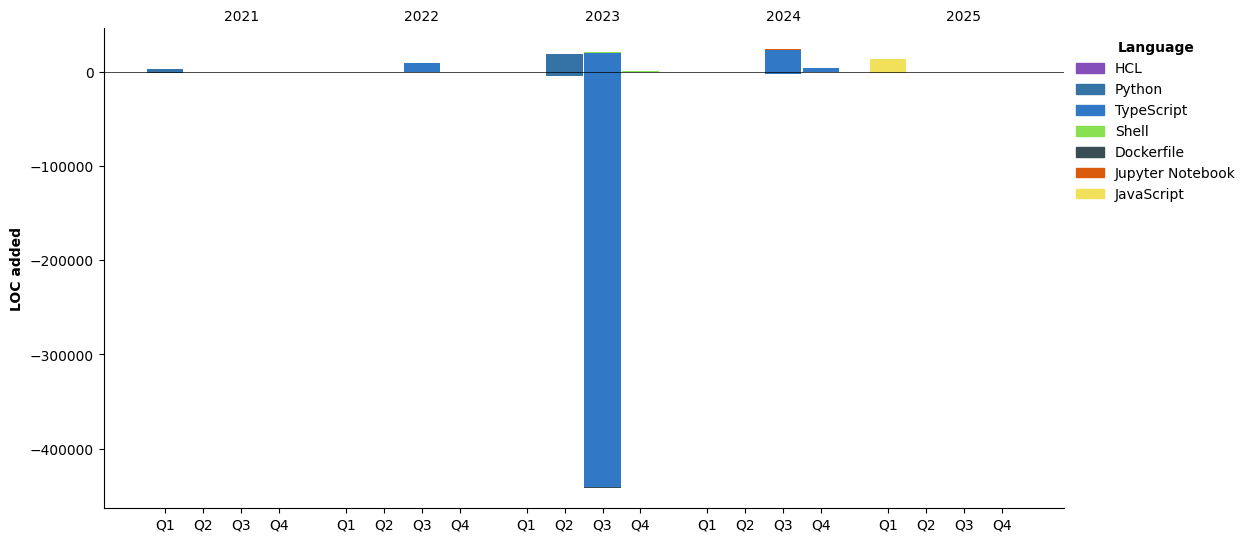 2021 2022 2023 2024 2025
Language
HCL
Python
TypeScript
Shell
Dockerfile
Jupyter Notebook
JavaScript
LOC added
0
−100000
−200000
−300000
−400000
Q1 Q2 Q3 Q4 Q1 Q2 Q3 Q4 Q1 Q2 Q3 Q4 Q1 Q2 Q3 Q4 Q1 Q2 Q3 Q4